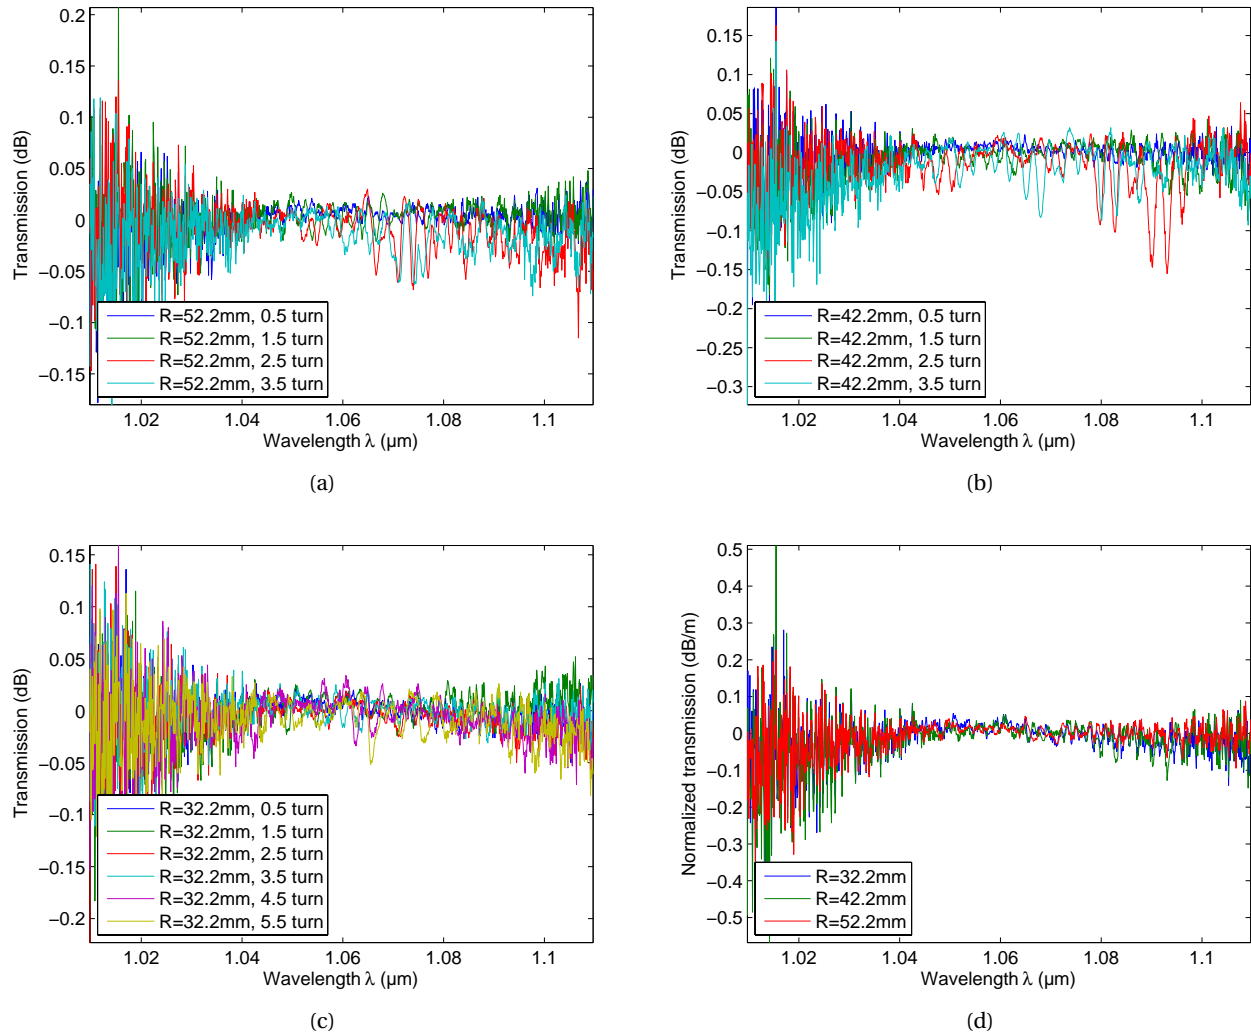 0.2
0.15
0.1
0.05
0
−0.05
−0.1
−0.15
Transmission (dB)
R=52.2mm, 0.5 turn
R=52.2mm, 1.5 turn
R=52.2mm, 2.5 turn
R=52.2mm, 3.5 turn
1.02 1.04 1.06 1.08 1.1
Wavelength λ (µm)
(a)
0.15
0.1
0.05
0
−0.05
−0.1
−0.15
−0.2
−0.25
−0.3
Transmission (dB)
R=42.2mm, 0.5 turn
R=42.2mm, 1.5 turn
R=42.2mm, 2.5 turn
R=42.2mm, 3.5 turn
1.02 1.04 1.06 1.08 1.1
Wavelength λ (µm)
(b)
0.15
0.1
0.05
0
−0.05
−0.1
−0.15
−0.2
Transmission (dB)
R=32.2mm, 0.5 turn
R=32.2mm, 1.5 turn
R=32.2mm, 2.5 turn
R=32.2mm, 3.5 turn
R=32.2mm, 4.5 turn
R=32.2mm, 5.5 turn
1.02 1.04 1.06 1.08 1.1
Wavelength λ (µm)
(c)
0.5
0.4
0.3
0.2
0.1
0
−0.1
−0.2
−0.3
−0.4
−0.5
Normalized transmission (dB/m)
R=32.2mm
R=42.2mm
R=52.2mm
1.02 1.04 1.06 1.08 1.1
Wavelength λ (µm)
(d)